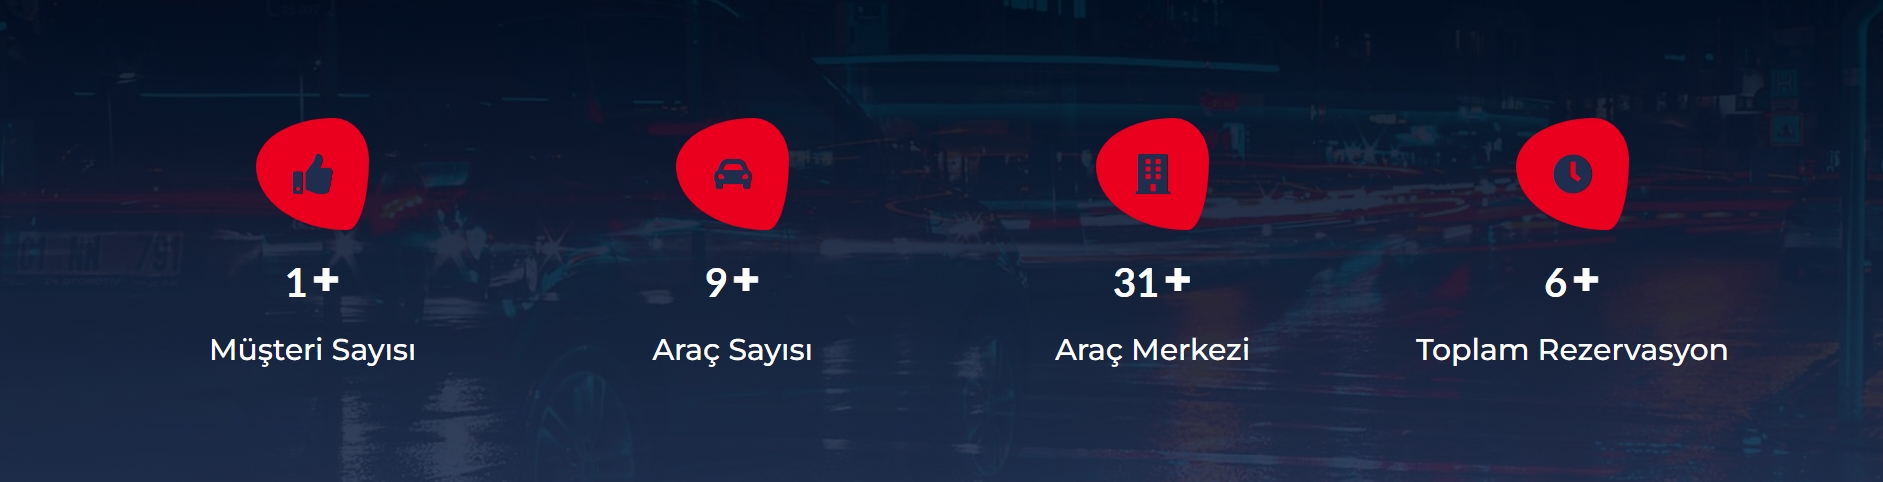 1+
9+
31+
6+
Müşteri Sayısı
Araç Sayısı
Araç Merkezi
Toplam Rezervasyon